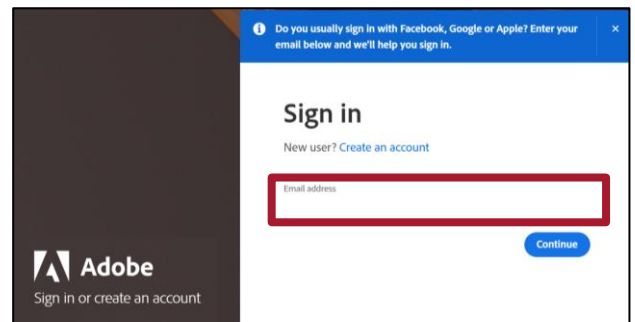 Do you usually sign in with Facebook, Google or Apple? Enter your
email below and we'll help you sign in.
Sign in
New user? Create an account
Email address
Continue
Adobe
Sign in or create an account